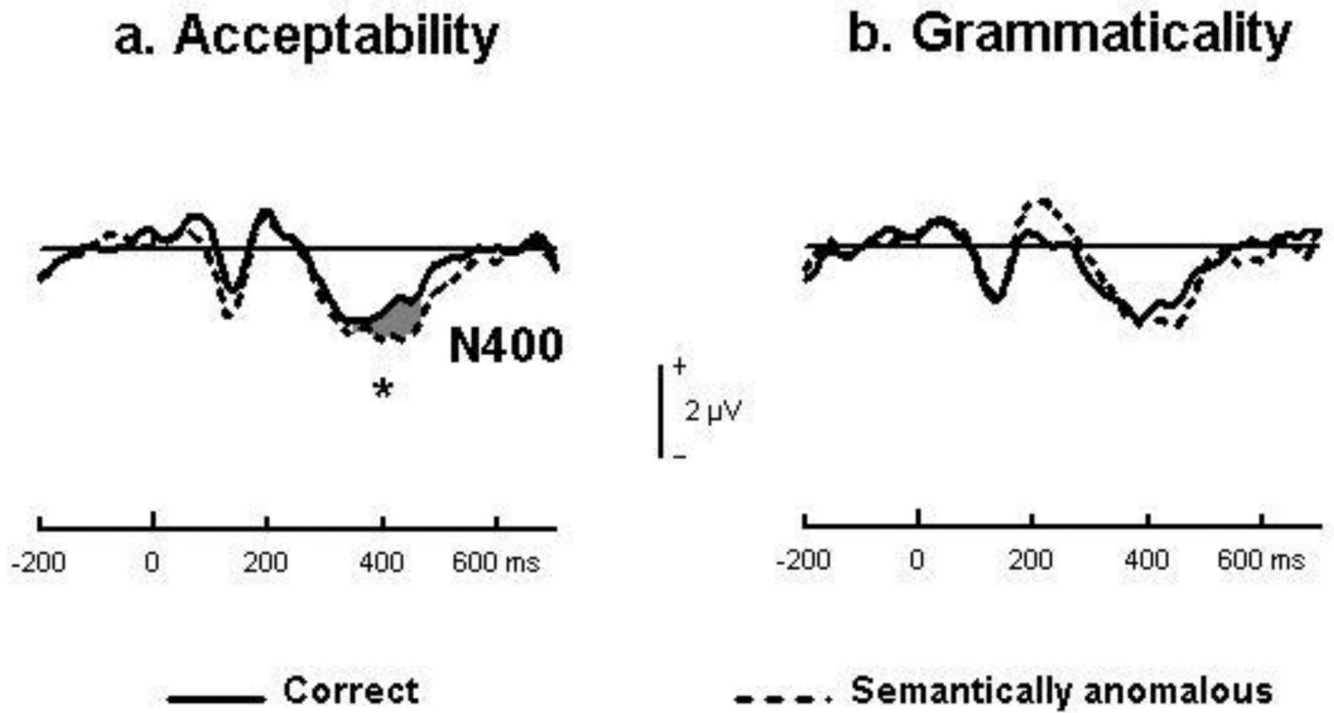 a. Acceptability
b. Grammaticality
N400
*
+
2 µV
–
-200 0 200 400 600 ms
-200 0 200 400 600 ms
Correct
Semantically anomalous